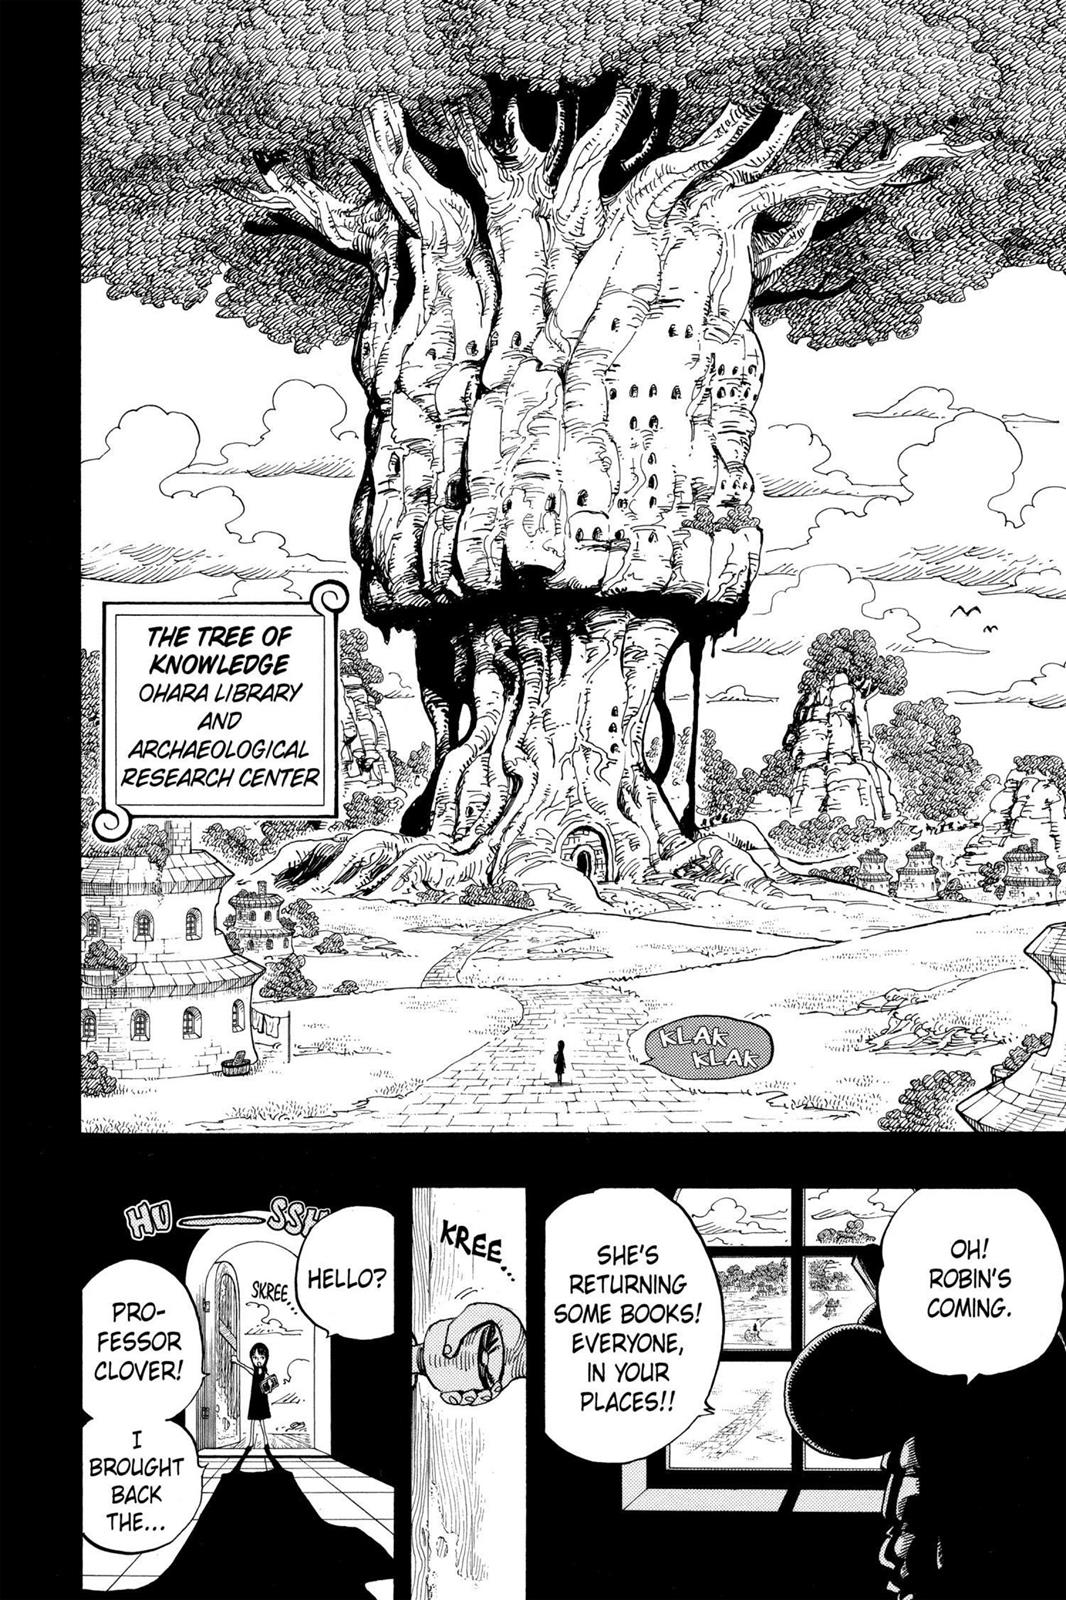 THE TREE OF
KNOWLEDGE
OHARA LIBRARY
AND
ARCHAEOLOGICAL
RESEARCH CENTER
KLAK
KLAK
OH!
ROBIN'S
COMING.
SHE'S
RETURNING
SOME BOOKS!
EVERYONE,
IN YOUR
PLACES!!
KREE...
HU
SSH
HELLO?
SKREE...
PRO-
FESSOR
CLOVER!
I
BROUGHT
BACK
THE...